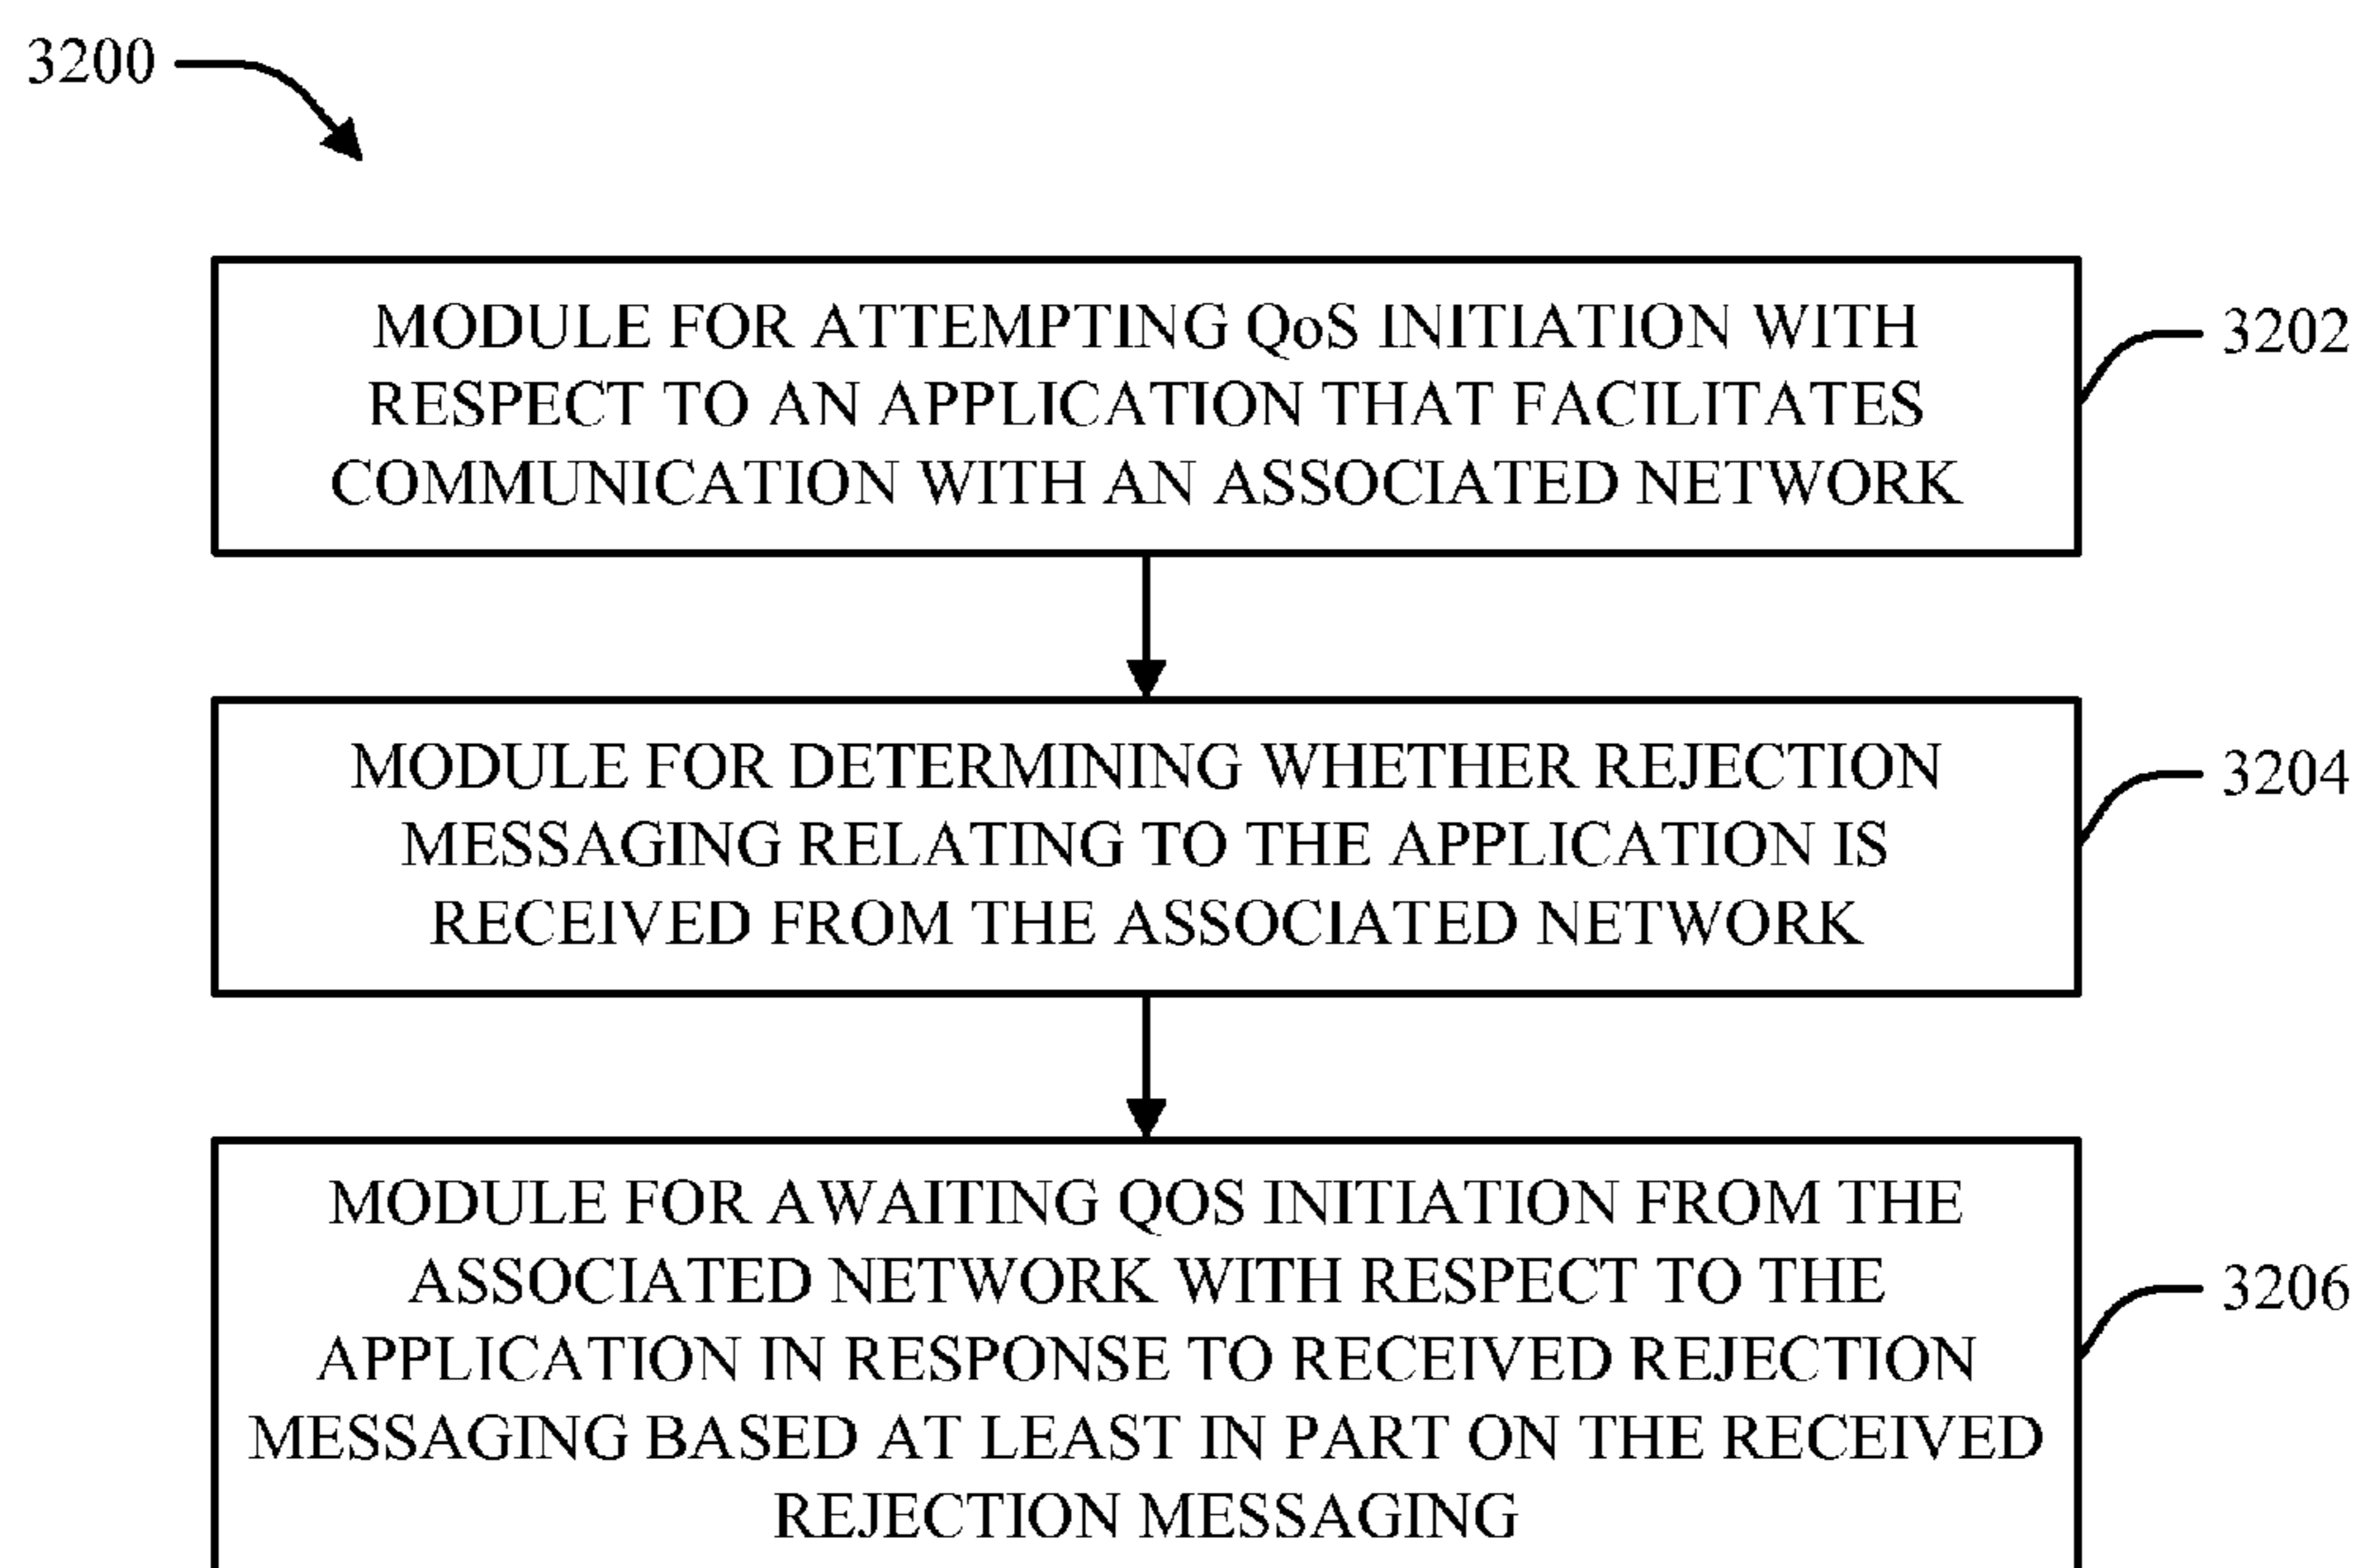 3200
MODULE FOR ATTEMPTING QoS INITIATION WITH
RESPECT TO AN APPLICATION THAT FACILITATES
COMMUNICATION WITH AN ASSOCIATED NETWORK
3202
MODULE FOR DETERMINING WHETHER REJECTION
MESSAGING RELATING TO THE APPLICATION IS
RECEIVED FROM THE ASSOCIATED NETWORK
3204
MODULE FOR AWAITING QOS INITIATION FROM THE
ASSOCIATED NETWORK WITH RESPECT TO THE
APPLICATION IN RESPONSE TO RECEIVED REJECTION
MESSAGING BASED AT LEAST IN PART ON THE RECEIVED
REJECTION MESSAGING
3206